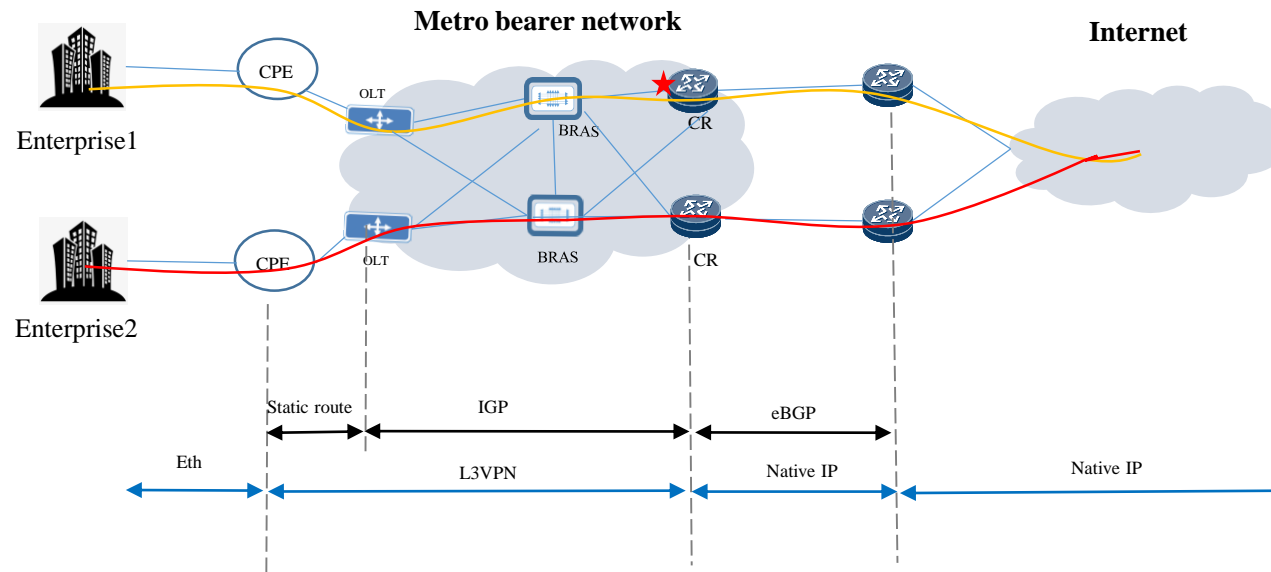 Metro bearer network
Internet
CPE
OLT
BRAS
CR
Enterprise1
CPE
OLT
BRAS
CR
Enterprise2
Static route
IGP
eBGP
Eth
L3VPN
Native IP
Native IP